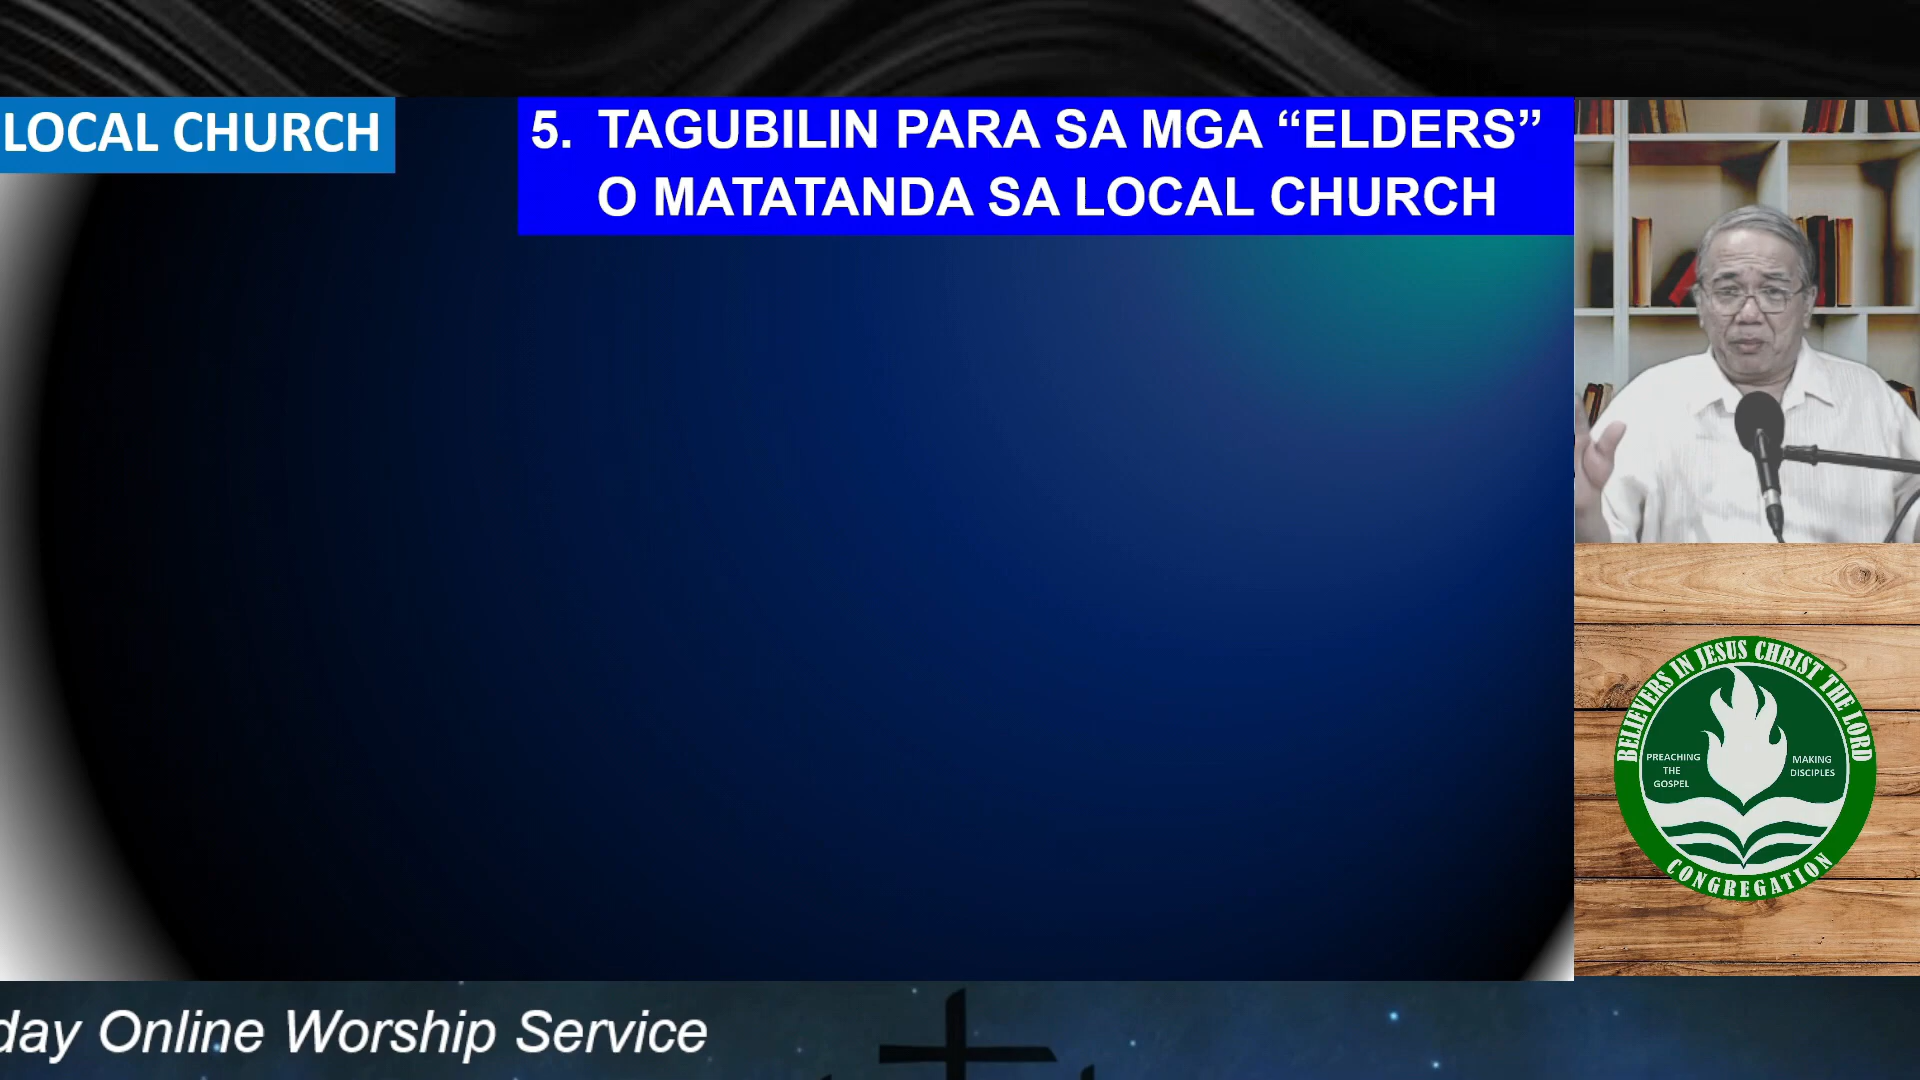 LOCAL CHURCH
5. TAGUBILIN PARA SA MGA “ELDERS”
O MATATANDA SA LOCAL CHURCH
BELIEVERS IN JESUS CHRIST THE LORD
PREACHING
THE
GOSPEL
MAKING
DISCIPLES
CONGREGATION
day Online Worship Service